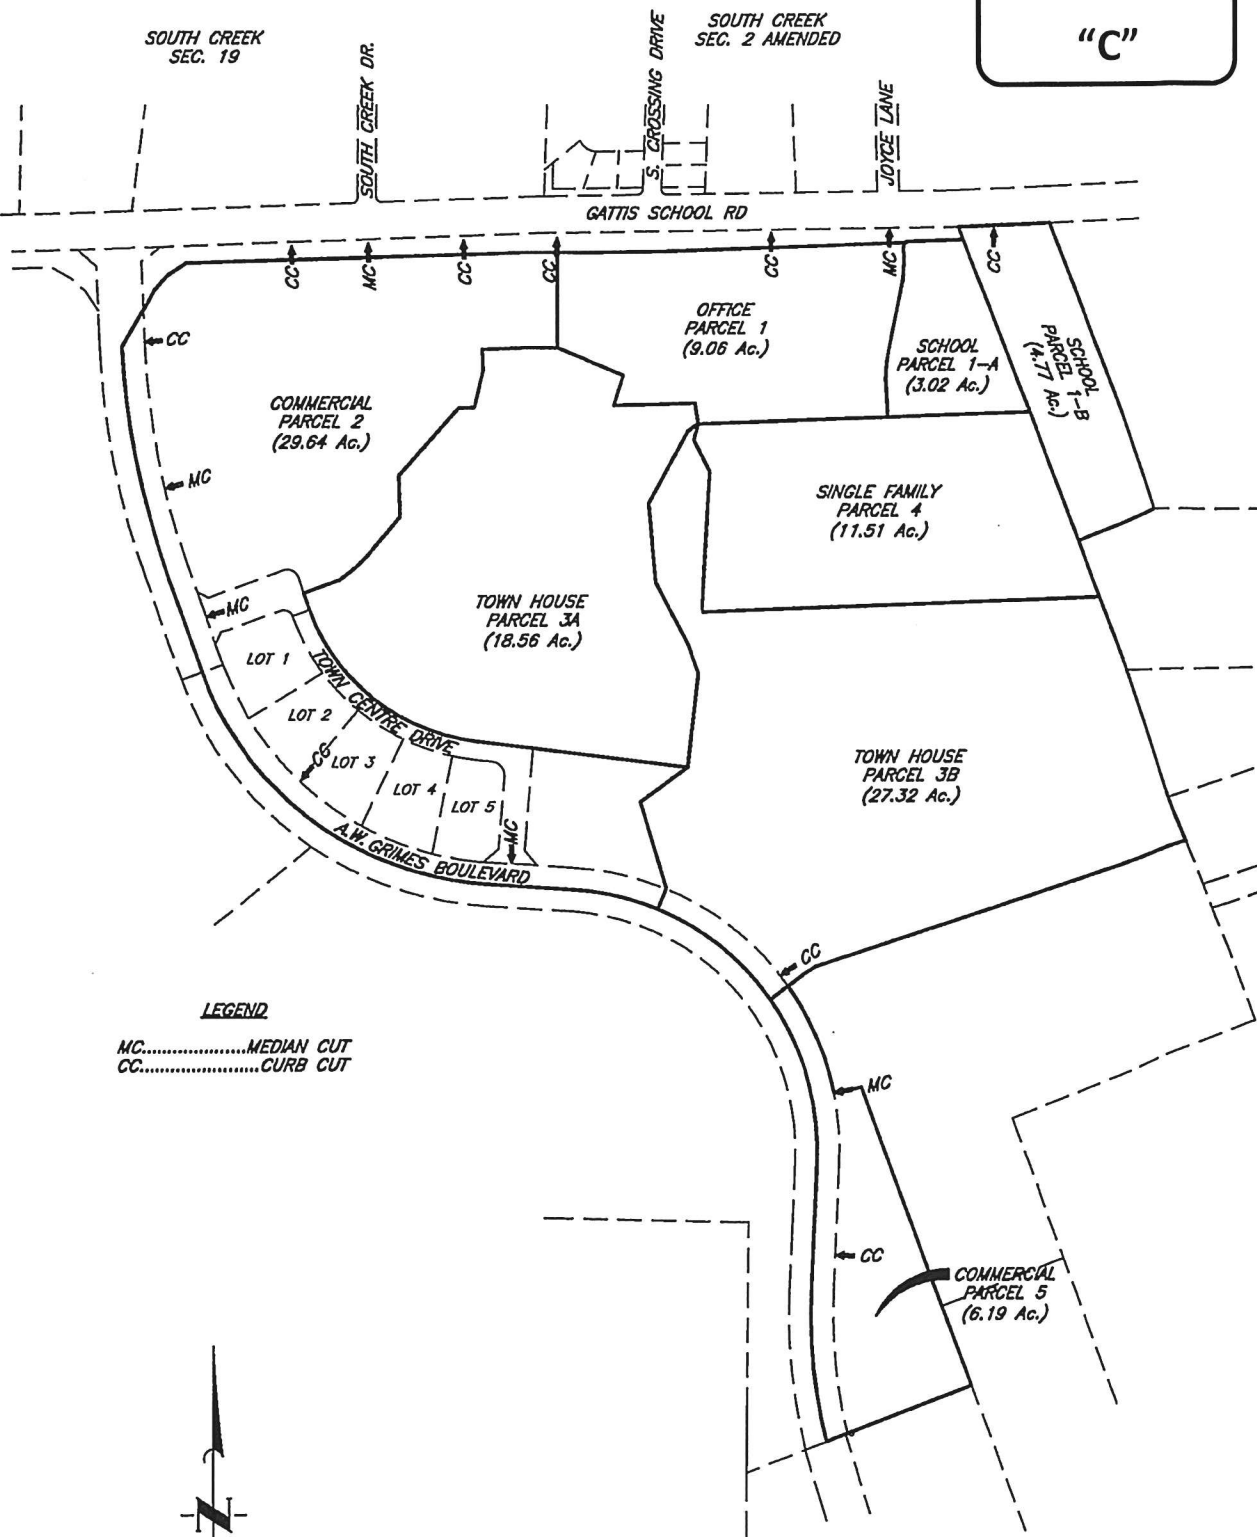 "C"
SOUTH CREEK
SEC. 19
SOUTH CREEK DR.
S. CROSSING DRIVE
SOUTH CREEK
SEC. 2 AMENDED
JOYCE LANE
GATTIS SCHOOL RD
CC
MC
CC
CC
CC
MC
CC
CC
OFFICE
PARCEL 1
(9.06 Ac.)
SCHOOL
PARCEL 1-A
(3.02 Ac.)
SCHOOL
PARCEL 1-B
(4.77 Ac.)
COMMERCIAL
PARCEL 2
(29.64 Ac.)
MC
SINGLE FAMILY
PARCEL 4
(11.51 Ac.)
MC
TOWN HOUSE
PARCEL 3A
(18.56 Ac.)
LOT 1
TOWN CENTRE DRIVE
LOT 2
CC
LOT 3
LOT 4
LOT 5
MC
A.W. GRIMES BOULEVARD
TOWN HOUSE
PARCEL 3B
(27.32 Ac.)
CC
LEGEND
MC......................MEDIAN CUT
CC.........................CURB CUT
MC
CC
COMMERCIAL
PARCEL 5
(6.19 Ac.)
N